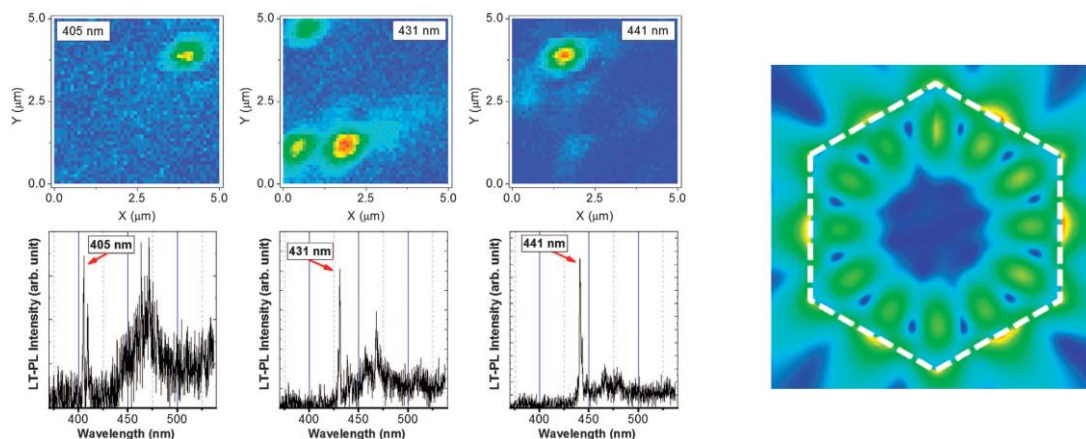 5.0
405 nm
Y (μm)
2.5
0.0
0.0
2.5
5.0
X (μm)
5.0
431 nm
Y (μm)
2.5
0.0
0.0
2.5
5.0
X (μm)
5.0
441 nm
Y (μm)
2.5
0.0
0.0
2.5
5.0
X (μm)
LT-PL Intensity (arb. unit)
405 nm
400
450
500
Wavelength (nm)
LT-PL Intensity (arb. unit)
431 nm
400
450
500
Wavelength (nm)
LT-PL Intensity (arb. unit)
441 nm
400
450
500
Wavelength (nm)